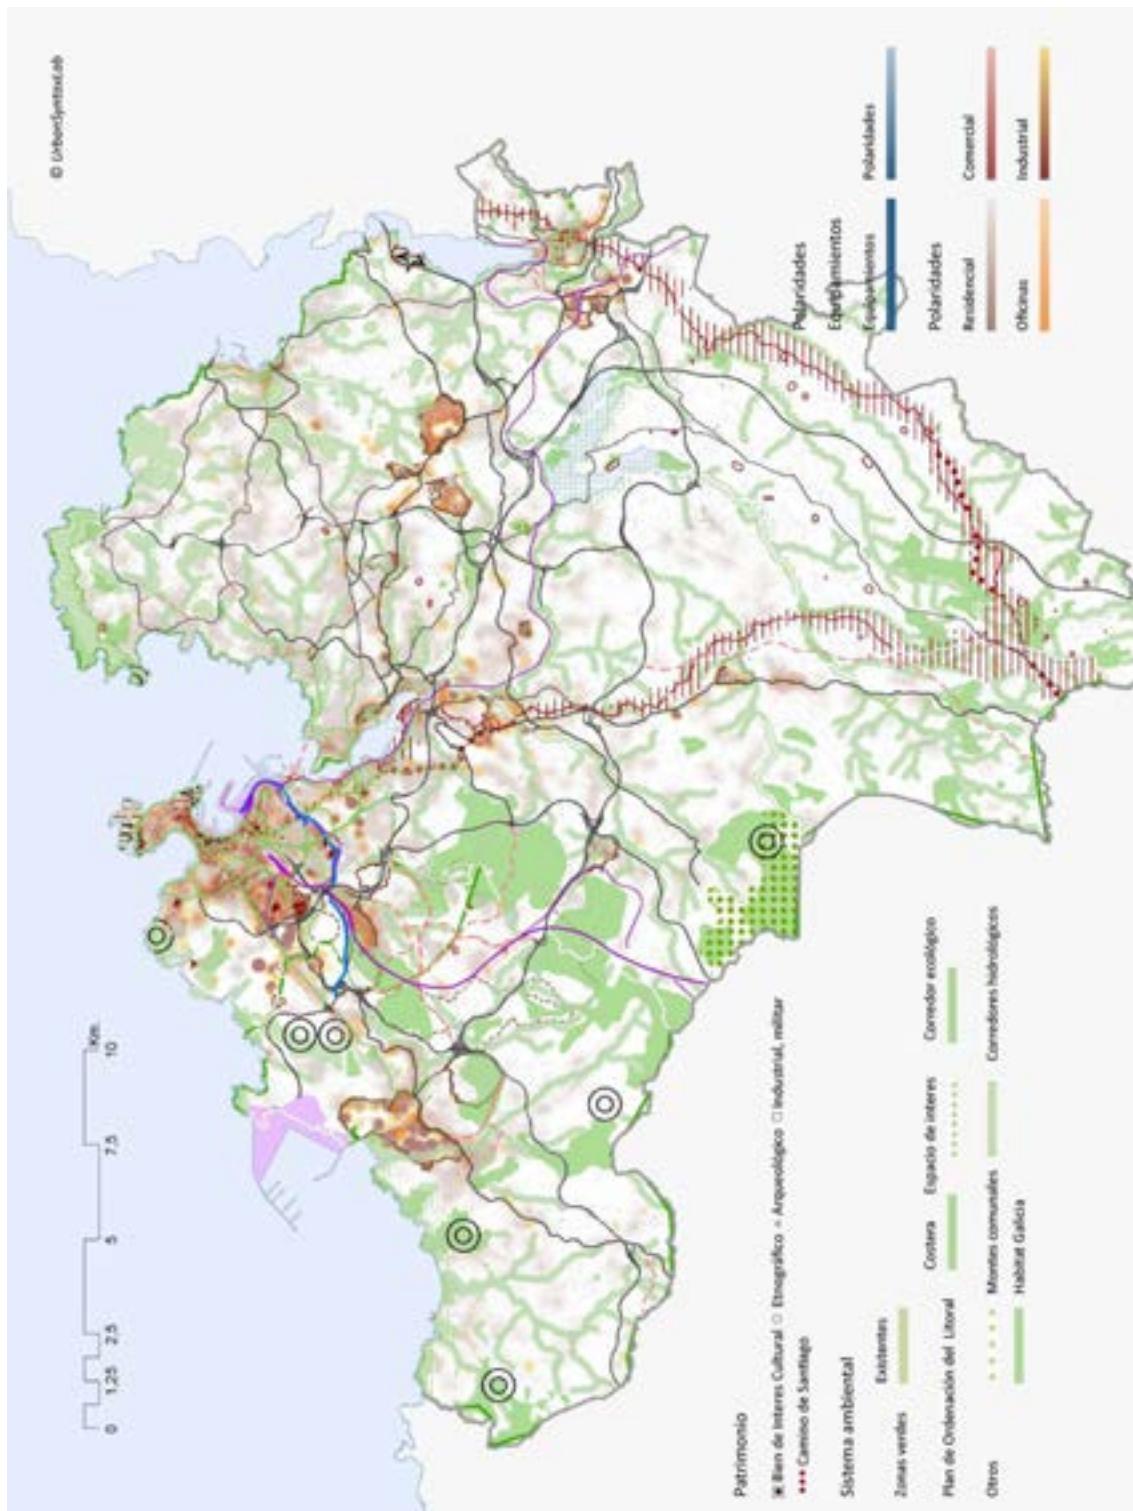 © UrbanSyntaxLab
0 1,25 2,5 5 7,5 10
Km.
Patrimonio
Bien de Interes Cultural Etnográfico Arqueológico Industrial, militar
Camino de Santiago
Sistema ambiental
Zonas verdes
Existentes
Plan de Ordenación del Litoral
Costera Espacio de interes Corredor ecológico
Otros
Montes comunales Corredores hidrológicos
Habitat Galicia
Polaridades
Equipamientos
Equipamientos Polaridades
Polaridades
Residencial Comercial
Oficinas Industrial